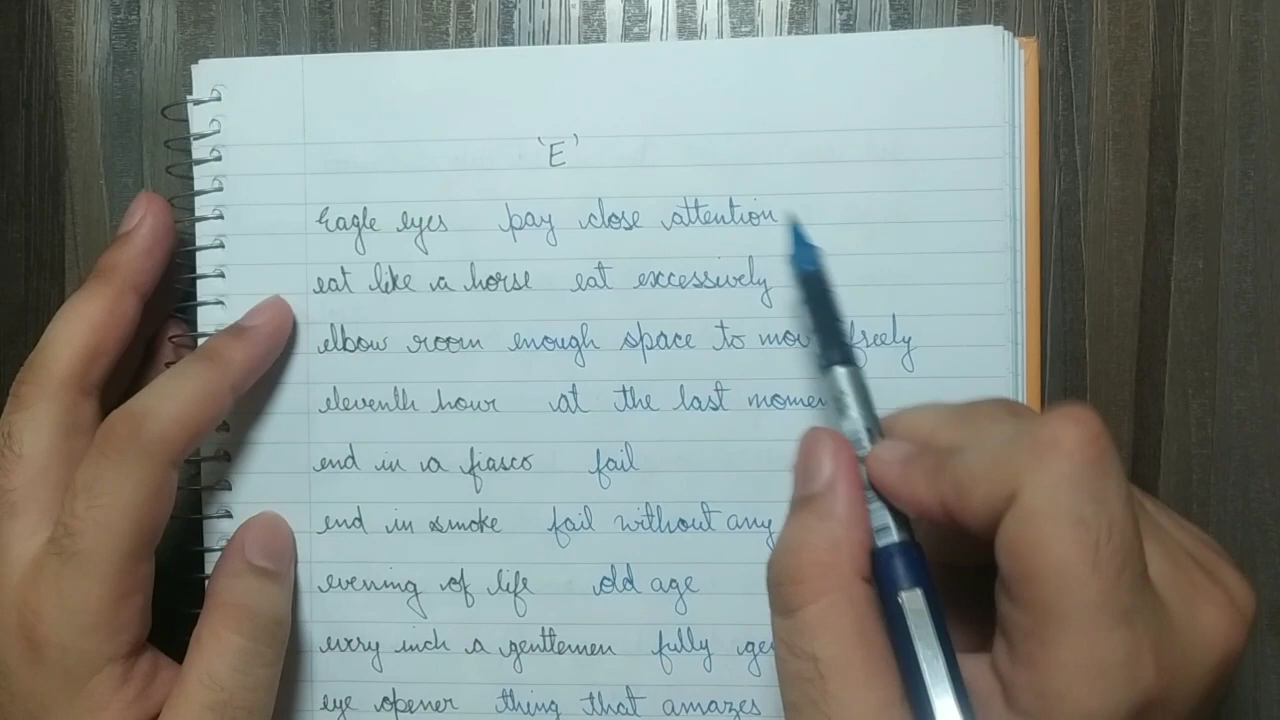 'E'
Eagle eyes pay close attention
eat like a horse eat excessively
elbow room enough space to move freely
eleventh hour at the last momen
end in a fiasco fail
end in smoke fail without any
evening of life old age
every inch a gentlemen fully
eye opener thing that amazes